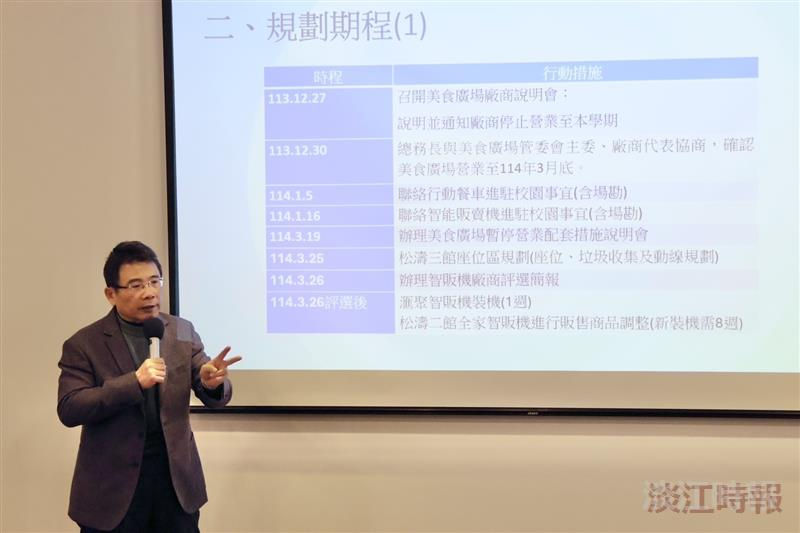 二、規劃期程(1)
時程 行動措施
113.12.27 召開美食廣場廠商說明會：
說明並通知廠商停止營業至本學期
113.12.30 總務長與美食廣場管委會主委、廠商代表協商，確認
美食廣場營業至114年3月底。
114.1.5 聯絡行動餐車進駐校園事宜(含場勘)
114.1.16 聯絡智能販賣機進駐校園事宜(含場勘)
114.3.19 辦理美食廣場暫停營業配套措施說明會
114.3.25 松濤三館座位區規劃(座位、垃圾收集及動線規劃)
114.3.26 辦理智販機廠商評選簡報
114.3.26評選後 滙聚智販機裝機(1週)
松濤二館全家智販機進行販售商品調整(新裝機需8週)
淡江時報